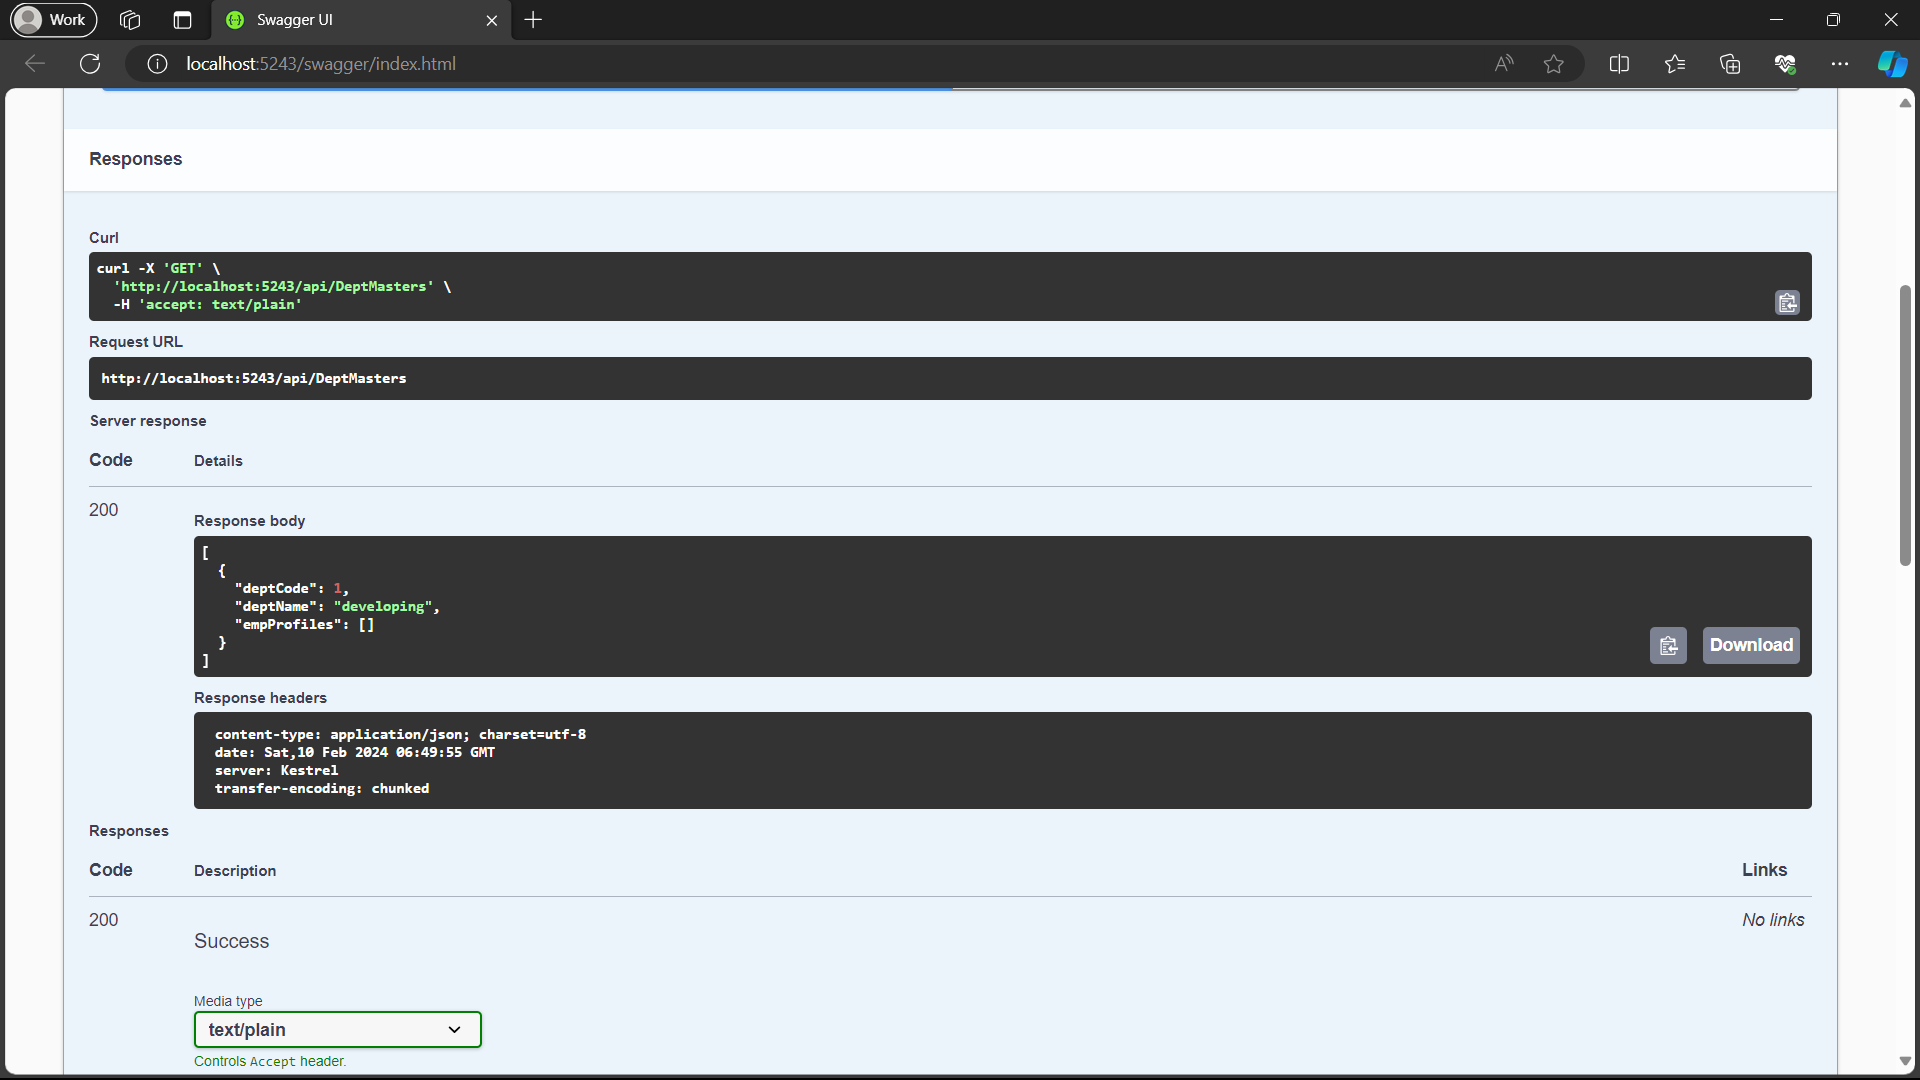 Work
Swagger UI
localhost:5243/swagger/index.html
Responses
Curl
curl -X 'GET' \
'http://localhost:5243/api/DeptMasters' \
-H 'accept: text/plain'
Request URL
http://localhost:5243/api/DeptMasters
Server response
Code Details
200
Response body
[
{
"deptCode": 1,
"deptName": "developing",
"empProfiles": []
}
]
Download
Response headers
content-type: application/json; charset=utf-8
date: Sat,10 Feb 2024 06:49:55 GMT
server: Kestrel
transfer-encoding: chunked
Responses
Code Description Links
200 No links
Success
Media type
text/plain
Controls Accept header.